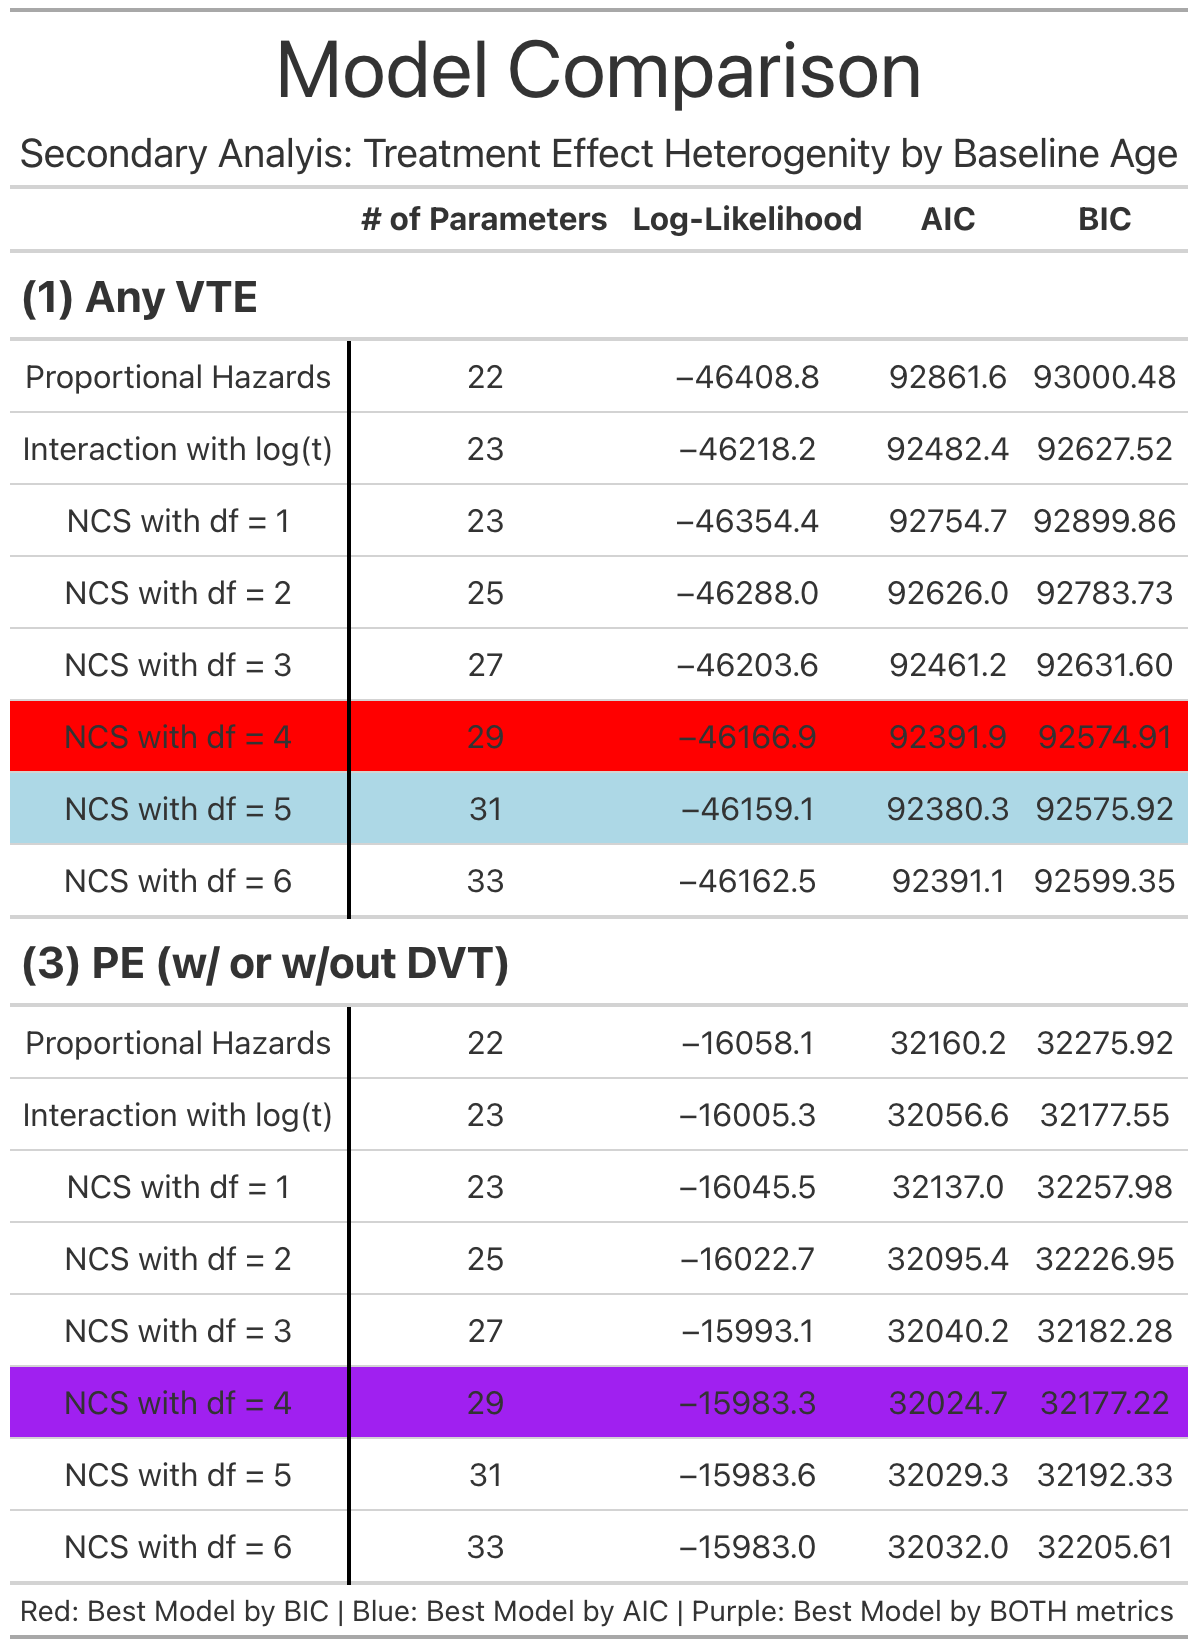 Model Comparison
Secondary Analyis: Treatment Effect Heterogenity by Baseline Age
# of Parameters Log-Likelihood AIC BIC
(1) Any VTE
Proportional Hazards 22 −46408.8 92861.6 93000.48
Interaction with log(t) 23 −46218.2 92482.4 92627.52
NCS with df = 1 23 −46354.4 92754.7 92899.86
NCS with df = 2 25 −46288.0 92626.0 92783.73
NCS with df = 3 27 −46203.6 92461.2 92631.60
NCS with df = 4 29 −46166.9 92391.9 92574.91
NCS with df = 5 31 −46159.1 92380.3 92575.92
NCS with df = 6 33 −46162.5 92391.1 92599.35
(3) PE (w/ or w/out DVT)
Proportional Hazards 22 −16058.1 32160.2 32275.92
Interaction with log(t) 23 −16005.3 32056.6 32177.55
NCS with df = 1 23 −16045.5 32137.0 32257.98
NCS with df = 2 25 −16022.7 32095.4 32226.95
NCS with df = 3 27 −15993.1 32040.2 32182.28
NCS with df = 4 29 −15983.3 32024.7 32177.22
NCS with df = 5 31 −15983.6 32029.3 32192.33
NCS with df = 6 33 −15983.0 32032.0 32205.61
Red: Best Model by BIC | Blue: Best Model by AIC | Purple: Best Model by BOTH metrics